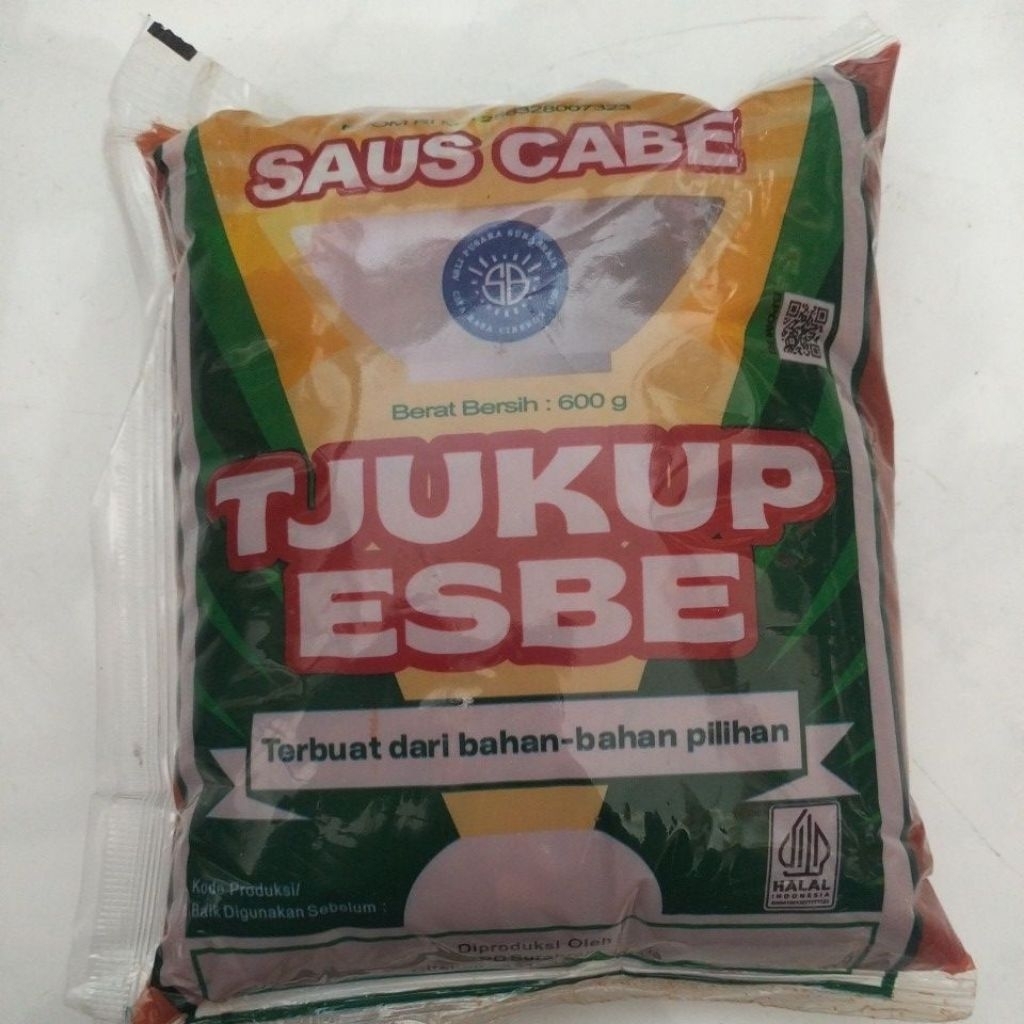 SAUS CABE
SB
Berat Bersih : 600 g
TJUKUP
ESBE
Terbuat dari bahan-bahan pilihan
HALAL
INDONESIA
Kode Produksi/
Baik Digunakan Sebelum :
Diproduksi Oleh